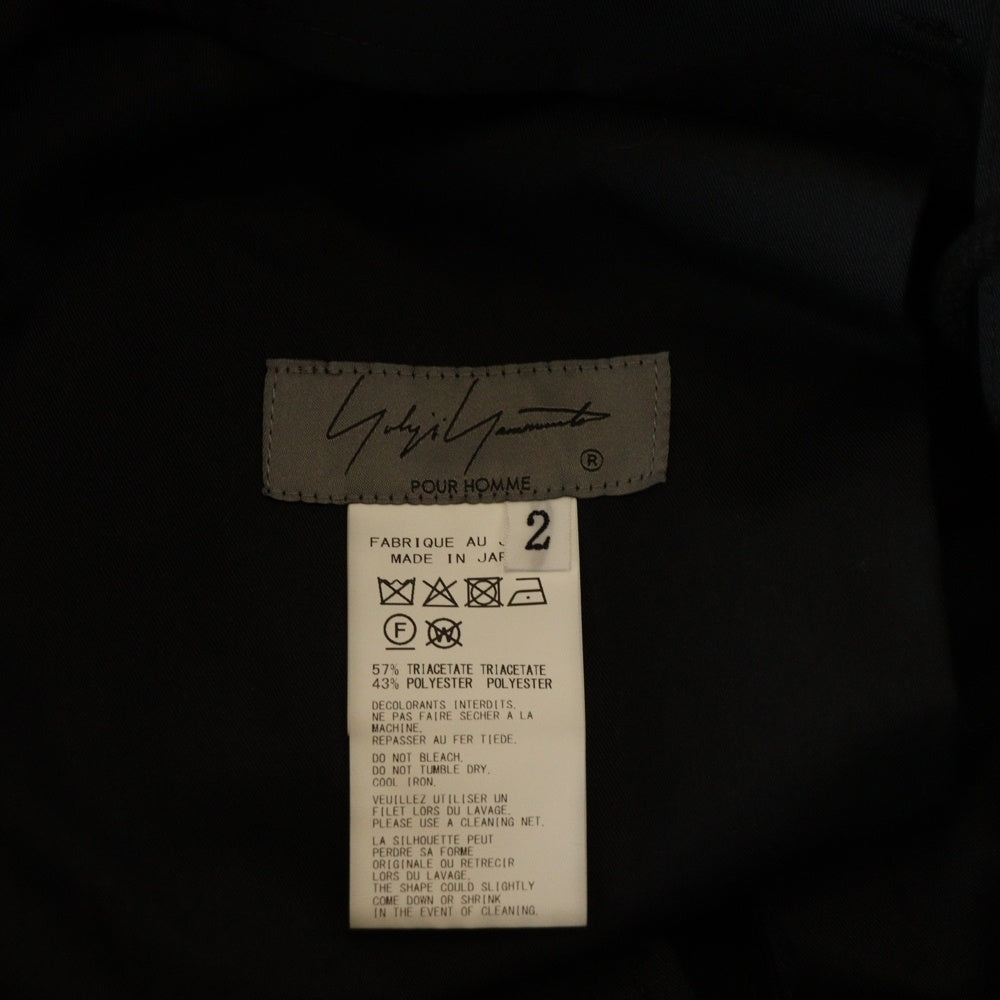 Yohji Yamamoto
®
POUR HOMME
2
FABRIQUE AU J
MADE IN JAP
F
W
57% TRIACETATE TRIACETATE
43% POLYESTER POLYESTER
DECOLORANTS INTERDITS.
NE PAS FAIRE SECHER A LA
MACHINE.
REPASSER AU FER TIEDE.
DO NOT BLEACH.
DO NOT TUMBLE DRY.
COOL IRON.
VEUILLEZ UTILISER UN
FILET LORS DU LAVAGE.
PLEASE USE A CLEANING NET.
LA SILHOUETTE PEUT
PERDRE SA FORME
ORIGINALE OU RETRECIR
LORS DU LAVAGE.
THE SHAPE COULD SLIGHTLY
COME DOWN OR SHRINK
IN THE EVENT OF CLEANING.